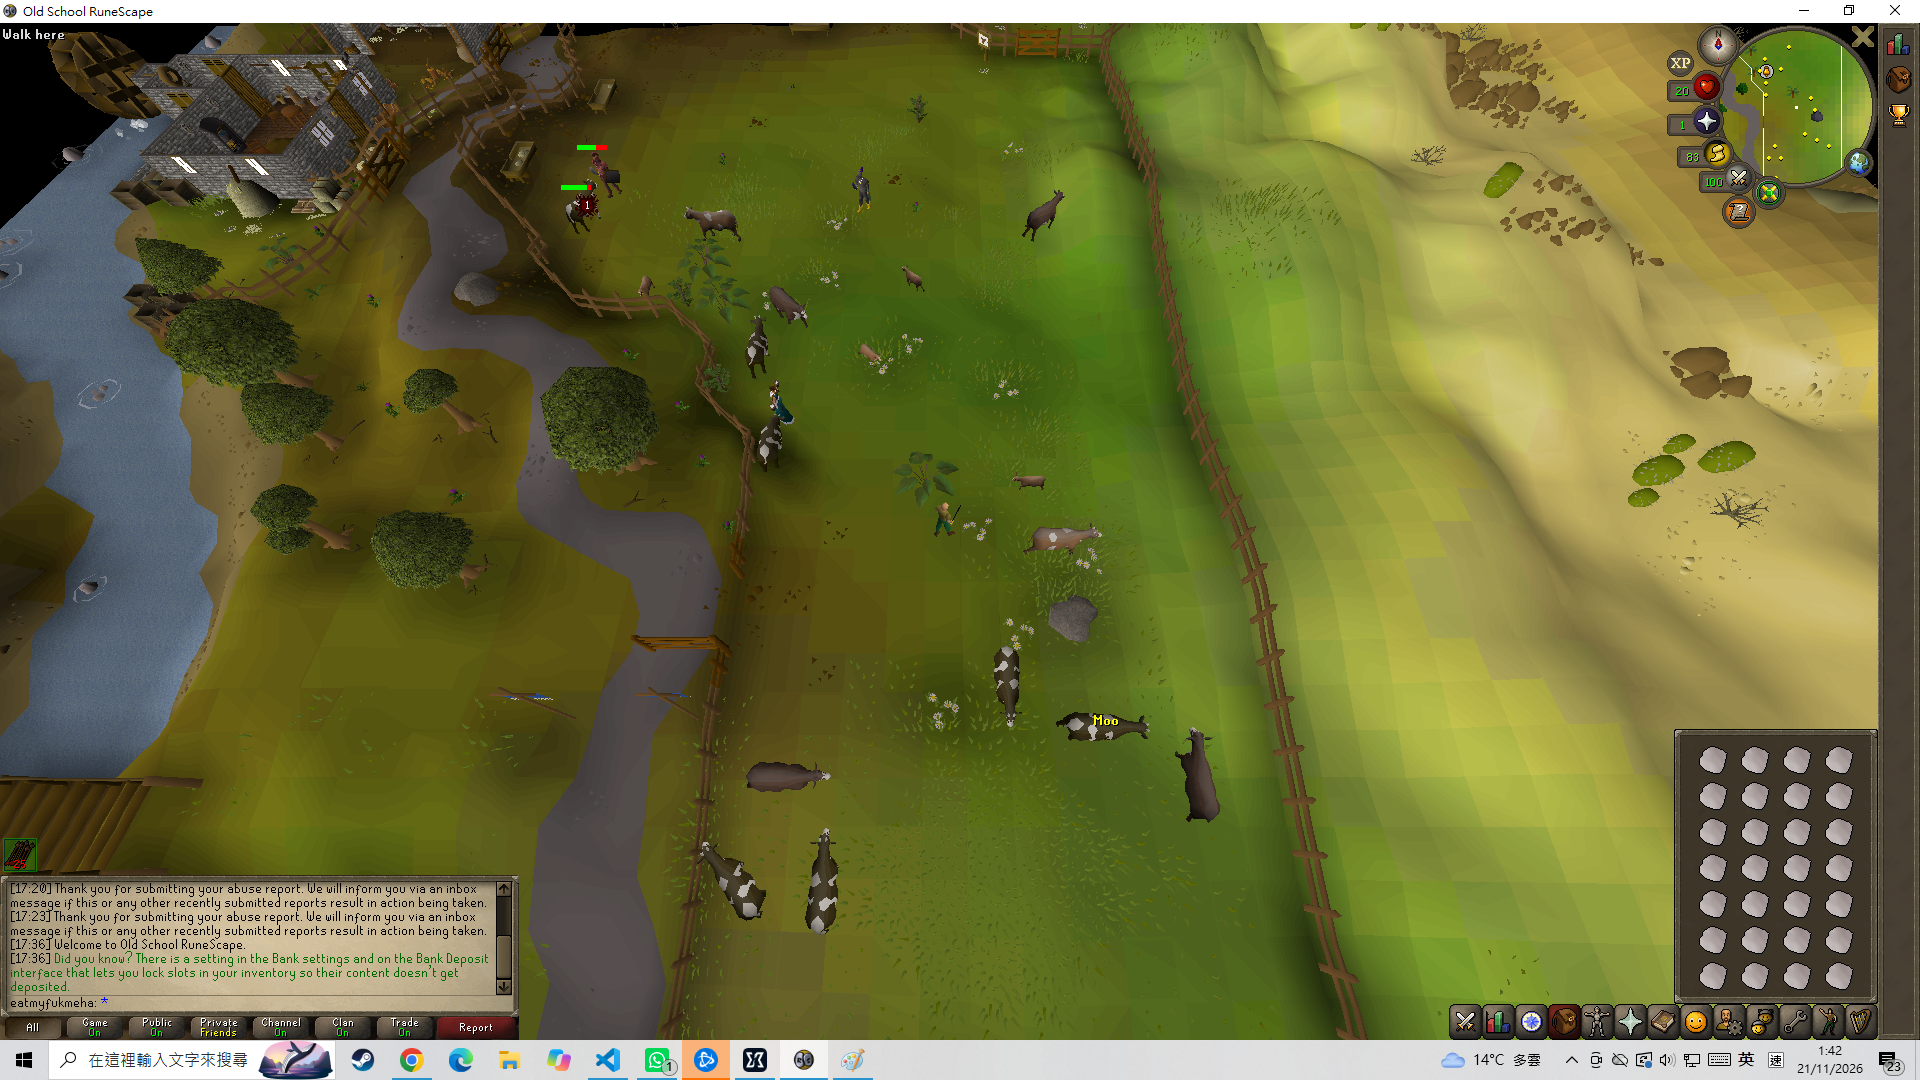 Old School RuneScape
Walk here
N
XP
20
1
83
100
1
Moo
25
[17:20] Thank you for submitting your abuse report. We will inform you via an inbox
message if this or any other recently submitted reports result in action being taken.
[17:23] Thank you for submitting your abuse report. We will inform you via an inbox
message if this or any other recently submitted reports result in action being taken.
[17:36] Welcome to Old School RuneScape.
[17:36] Did you know? There is a setting in the Bank settings and on the Bank Deposit
interface that lets you lock slots in your inventory so their content doesn't get
deposited.
eatmyfukmeha: *
All
Game
On
Public
On
Private
Friends
Channel
On
Clan
On
Trade
On
Report
在這裡輸入文字來搜尋
1
14°C 多雲
英
速
1:42
21/11/2026
23